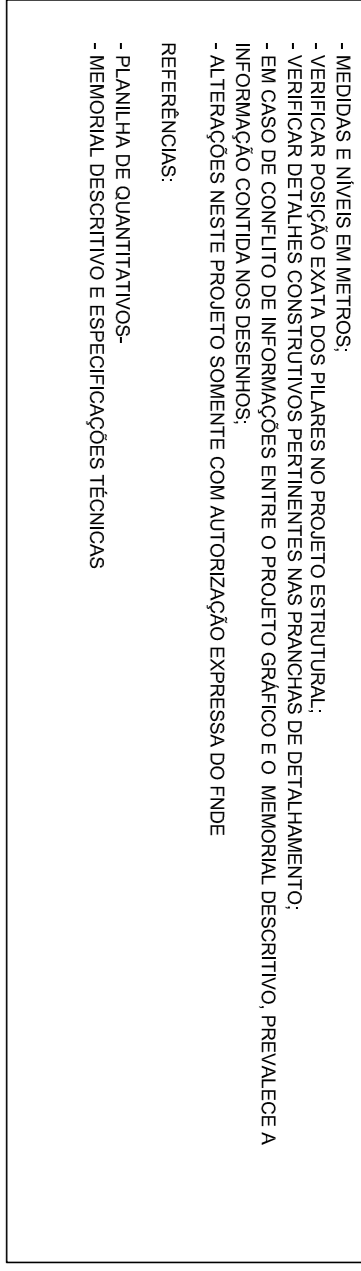 - MEDIDAS E NÍVEIS EM METROS;
- VERIFICAR POSIÇÃO EXATA DOS PILARES NO PROJETO ESTRUTURAL;
- VERIFICAR DETALHES CONSTRUTIVOS PERTINENTES NAS PRANCHAS DE DETALHAMENTO;
- EM CASO DE CONFLITO DE INFORMAÇÕES ENTRE O PROJETO GRÁFICO E O MEMORIAL DESCRITIVO, PREVALECE A
INFORMAÇÃO CONTIDA NOS DESENHOS;
- ALTERAÇÕES NESTE PROJETO SOMENTE COM AUTORIZAÇÃO EXPRESSA DO FNDE
REFERÊNCIAS:
- PLANILHA DE QUANTITATIVOS-
- MEMORIAL DESCRITIVO E ESPECIFICAÇÕES TÉCNICAS